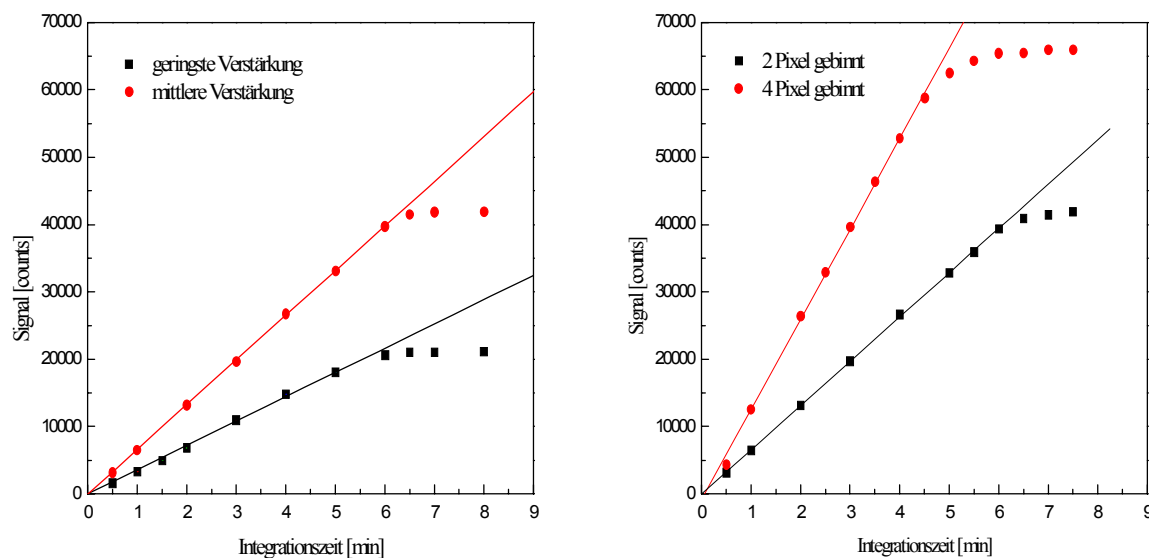 70000
60000
50000
40000
30000
20000
10000
0
Signal [counts]
geringste Verstärkung
mittlere Verstärkung
0 1 2 3 4 5 6 7 8 9
Integrationszeit [min]
70000
60000
50000
40000
30000
20000
10000
0
Signal [counts]
2 Pixel gebinnt
4 Pixel gebinnt
0 1 2 3 4 5 6 7 8 9
Integrationszeit [min]